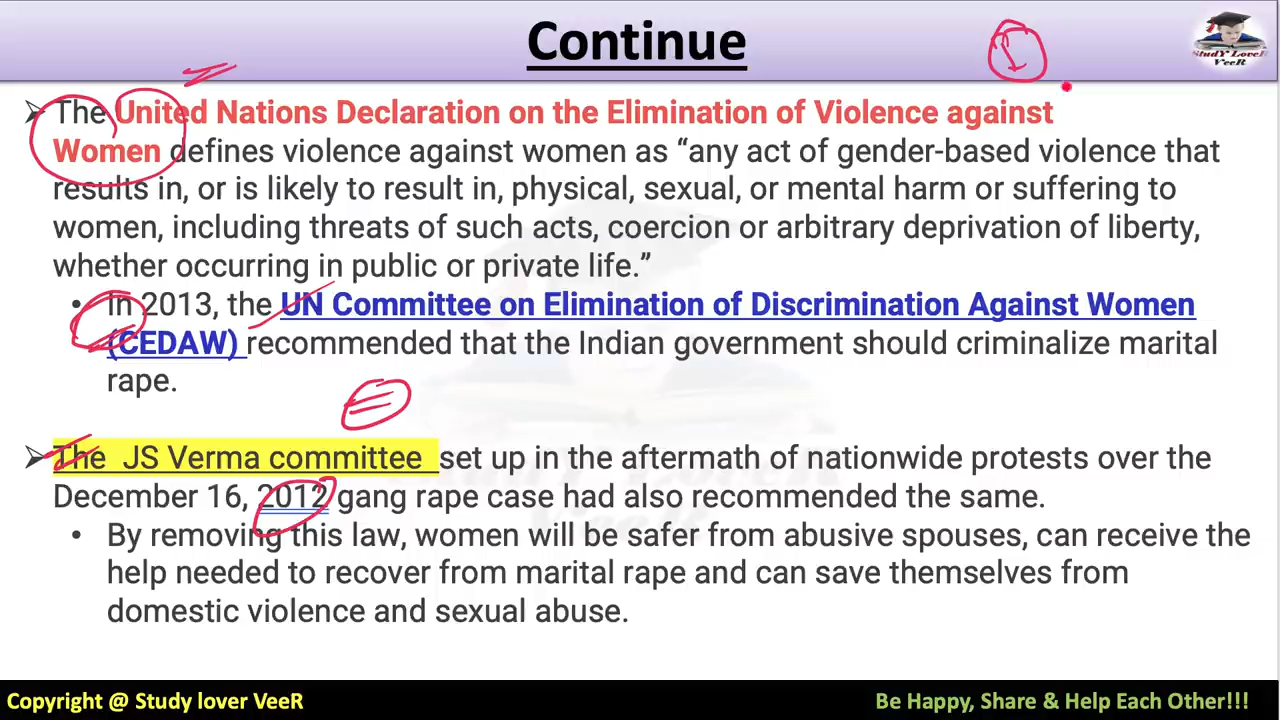 Continue
StudY LoveR
VeeR
➤ The United Nations Declaration on the Elimination of Violence against
Women defines violence against women as “any act of gender-based violence that
results in, or is likely to result in, physical, sexual, or mental harm or suffering to
women, including threats of such acts, coercion or arbitrary deprivation of liberty,
whether occurring in public or private life.”
• In 2013, the UN Committee on Elimination of Discrimination Against Women
(CEDAW) recommended that the Indian government should criminalize marital
rape.
➤ The JS Verma committee set up in the aftermath of nationwide protests over the
December 16, 2012 gang rape case had also recommended the same.
• By removing this law, women will be safer from abusive spouses, can receive the
help needed to recover from marital rape and can save themselves from
domestic violence and sexual abuse.
Copyright @ Study lover VeeR
Be Happy, Share & Help Each Other!!!